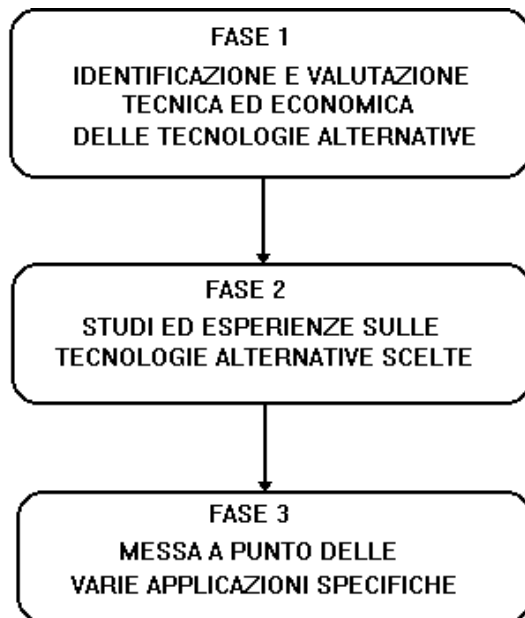 FASE 1
IDENTIFICAZIONE E VALUTAZIONE
TECNICA ED ECONOMICA
DELLE TECNOLOGIE ALTERNATIVE
FASE 2
STUDI ED ESPERIENZE SULLE
TECNOLOGIE ALTERNATIVE SCELTE
FASE 3
MESSA A PUNTO DELLE
VARIE APPLICAZIONI SPECIFICHE